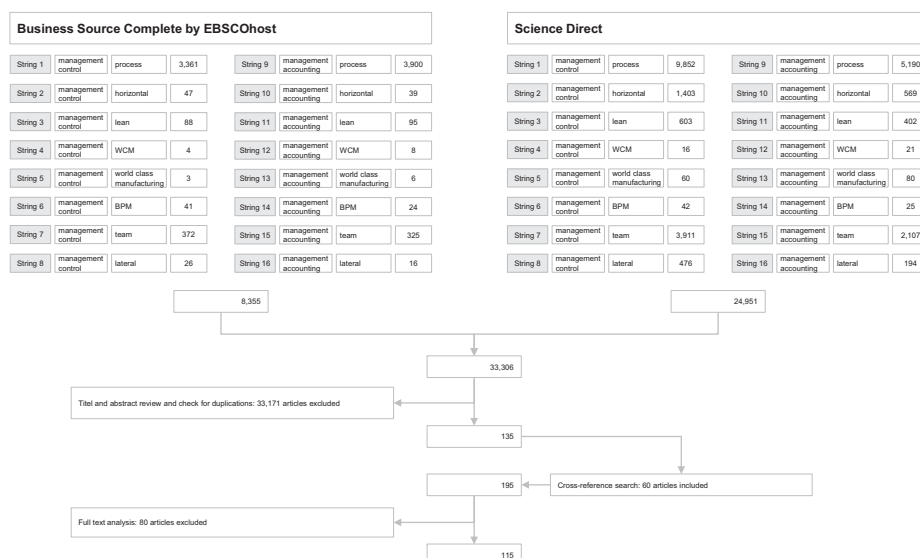 Business Source Complete by EBSCOhost
String 1 management control process 3,361 String 9 management accounting process 3,900
String 2 management control horizontal 47 String 10 management accounting horizontal 39
String 3 management control lean 88 String 11 management accounting lean 95
String 4 management control WCM 4 String 12 management accounting WCM 8
String 5 management control world class manufacturing 3 String 13 management accounting world class manufacturing 6
String 6 management control BPM 41 String 14 management accounting BPM 24
String 7 management control team 372 String 15 management accounting team 325
String 8 management control lateral 26 String 16 management accounting lateral 16
8,355
Science Direct
String 1 management control process 9,852 String 9 management accounting process 5,190
String 2 management control horizontal 1,403 String 10 management accounting horizontal 569
String 3 management control lean 603 String 11 management accounting lean 402
String 4 management control WCM 16 String 12 management accounting WCM 21
String 5 management control world class manufacturing 60 String 13 management accounting world class manufacturing 80
String 6 management control BPM 42 String 14 management accounting BPM 25
String 7 management control team 3,911 String 15 management accounting team 2,107
String 8 management control lateral 476 String 16 management accounting lateral 194
24,951
33,306
Titel and abstract review and check for duplications: 33,171 articles excluded
135
195
Cross-reference search: 60 articles included
Full text analysis: 80 articles excluded
115